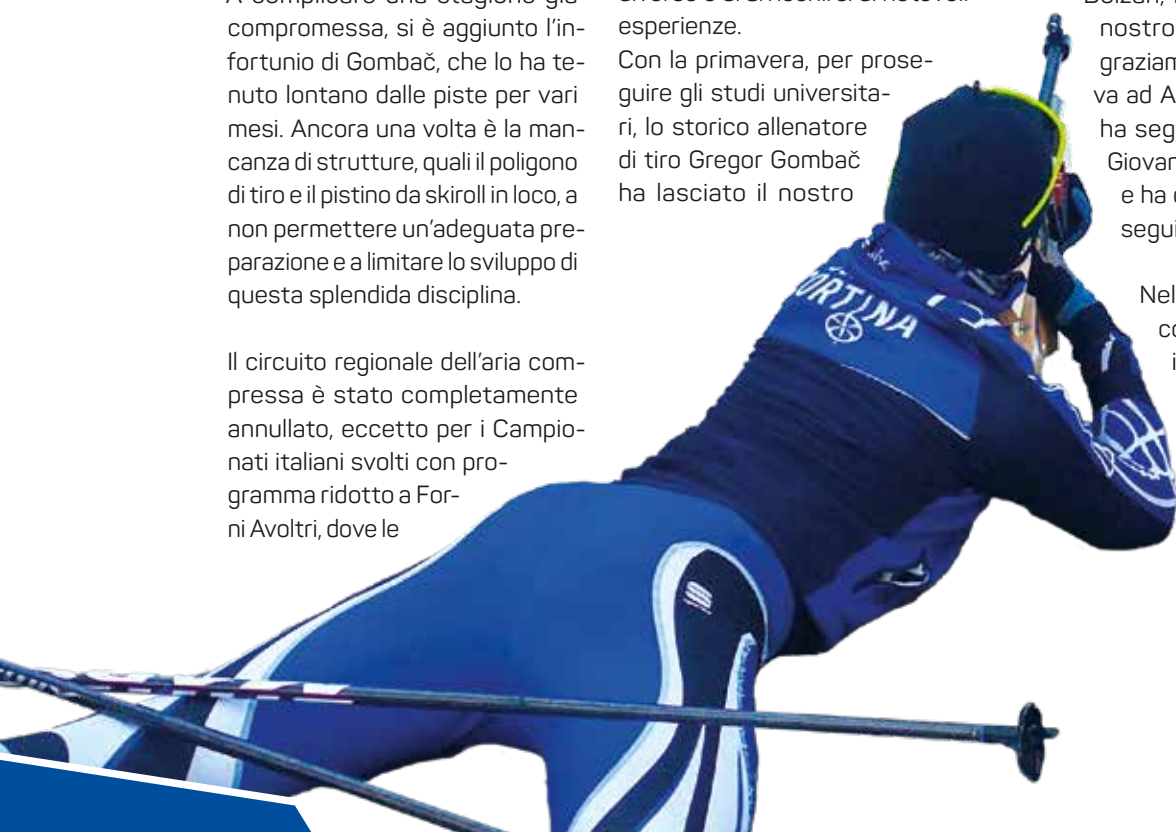 compromessa, si è aggiunto l'in-
fortunio di Gombač, che lo ha te-
nuto lontano dalle piste per vari
mesi. Ancora una volta è la man-
canza di strutture, quali il poligono
di tiro e il pistino da skiroll in loco, a
non permettere un'adeguata pre-
parazione e a limitare lo sviluppo di
questa splendida disciplina.
Il circuito regionale dell'aria com-
pressa è stato completamente
annullato, eccetto per i Campio-
nati italiani svolti con pro-
gramma ridotto a For-
ni Avoltri, dove le
esperienze.
Con la primavera, per prose-
guire gli studi universita-
ri, lo storico allenatore
di tiro Gregor Gombač
ha lasciato il nostro
nostro
graziam
va ad A
ha seg
Giovan
e ha
segui
Nel
CORTINA